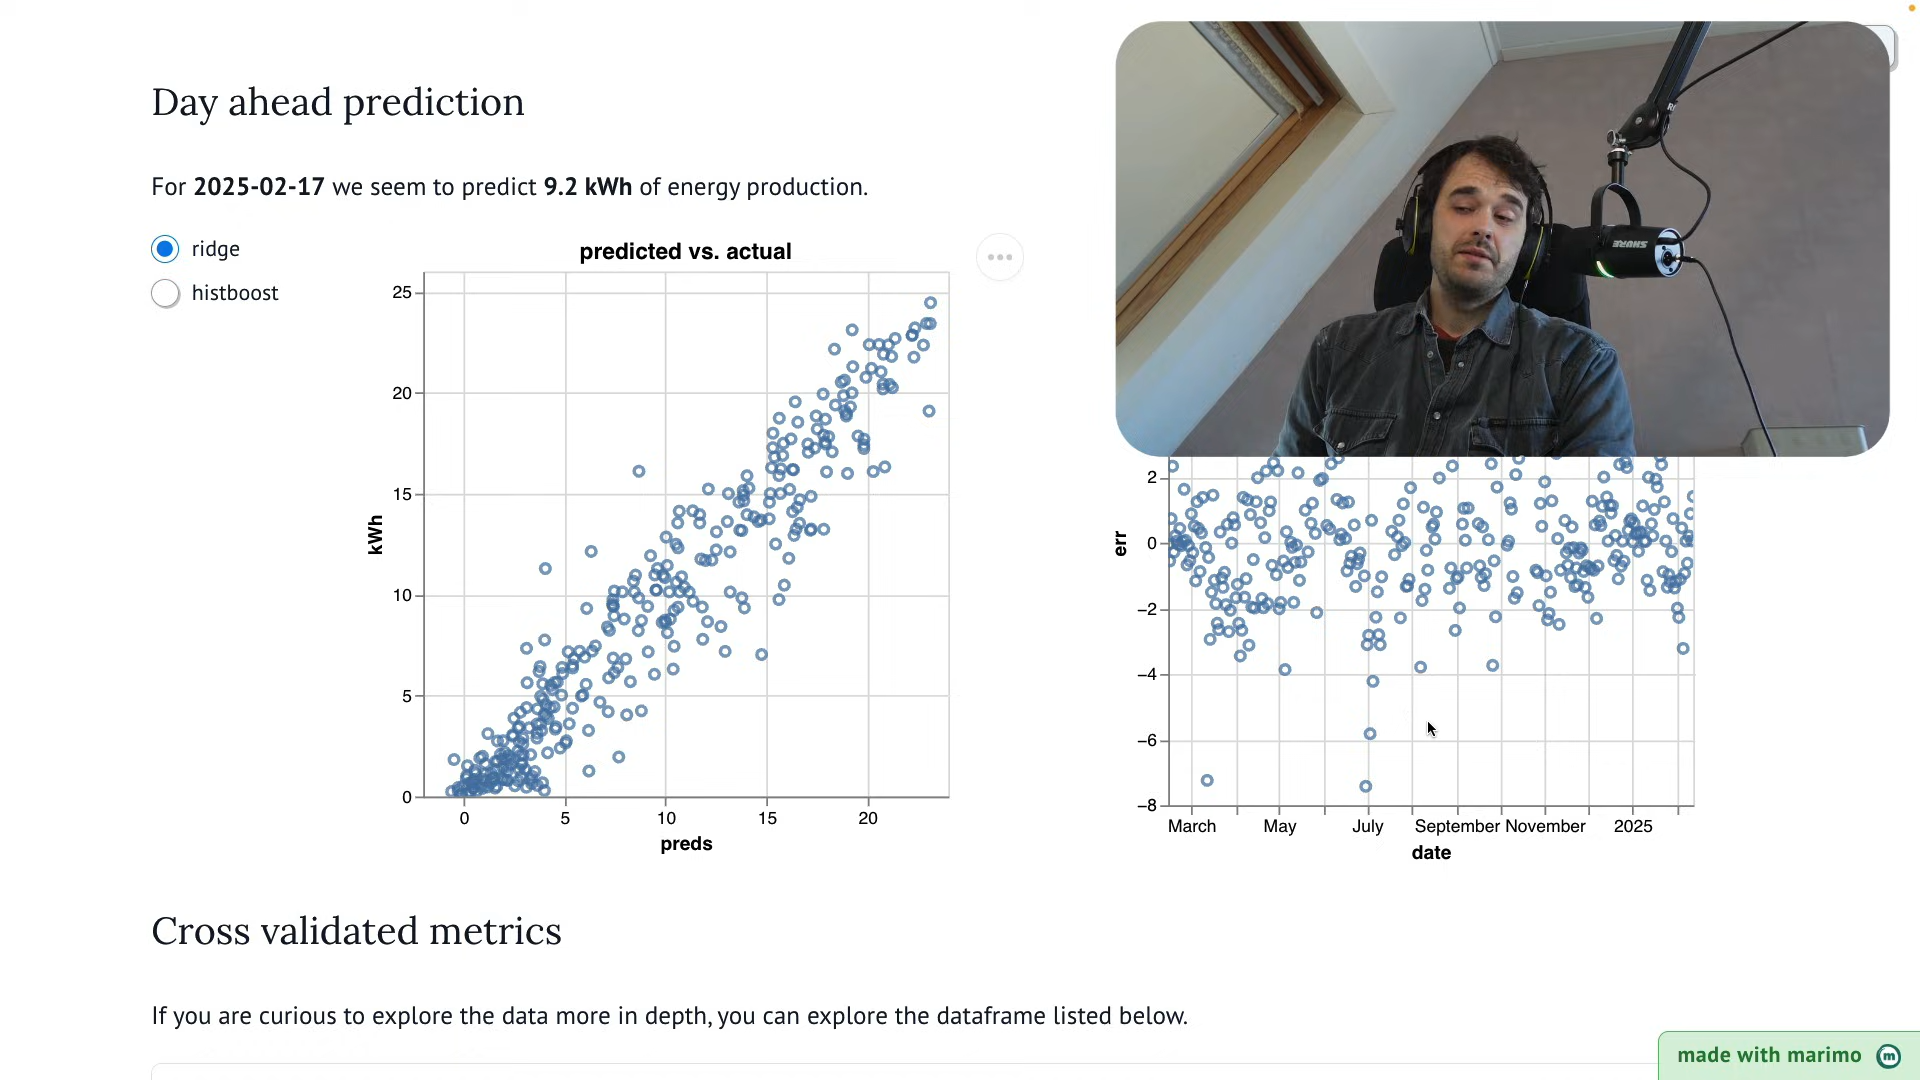 Day ahead prediction
For 2025-02-17 we seem to predict 9.2 kWh of energy production.
ridge
histboost
predicted vs. actual
25
20
15
10
5
0
kWh
0 5 10 15 20
preds
SHURE
2
0
−2
−4
−6
−8
err
March May July September November 2025
date
Cross validated metrics
If you are curious to explore the data more in depth, you can explore the dataframe listed below.
made with marimo m